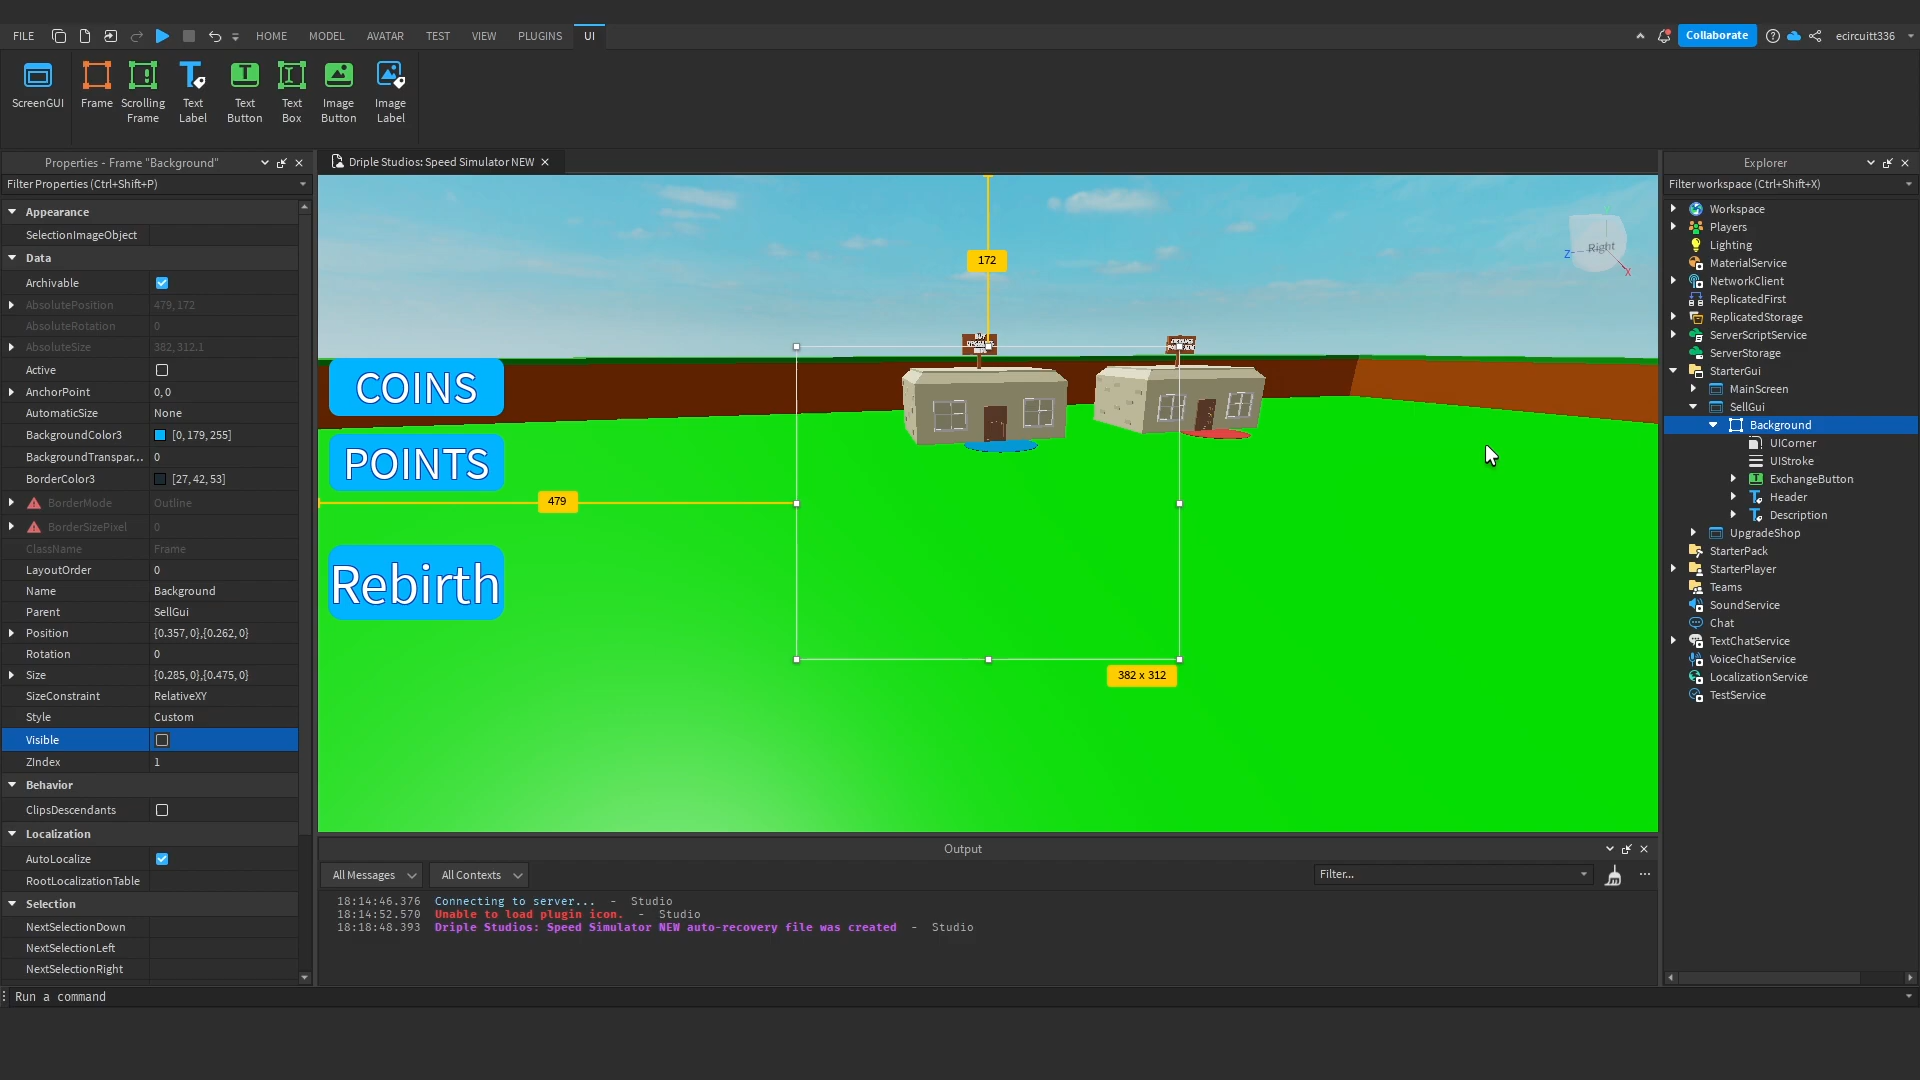 FILE HOME MODEL AVATAR TEST VIEW PLUGINS UI Collaborate ecircuitt336
ScreenGUI Frame Scrolling Frame Text Label Text Button Text Box Image Button Image Label
Properties - Frame "Background"
Filter Properties (Ctrl+Shift+P)
Appearance
SelectionImageObject
Data
Archivable
AbsolutePosition 479, 172
AbsoluteRotation 0
AbsoluteSize 382, 312.1
Active
AnchorPoint 0, 0
AutomaticSize None
BackgroundColor3 [0, 179, 255]
BackgroundTranspar... 0
BorderColor3 [27, 42, 53]
BorderMode Outline
BorderSizePixel 0
ClassName Frame
LayoutOrder 0
Name Background
Parent SellGui
Position {0.357, 0},{0.262, 0}
Rotation 0
Size {0.285, 0},{0.475, 0}
SizeConstraint RelativeXY
Style Custom
Visible
ZIndex 1
Behavior
ClipsDescendants
Localization
AutoLocalize
RootLocalizationTable
Selection
NextSelectionDown
NextSelectionLeft
NextSelectionRight
Driple Studios: Speed Simulator NEW
172
Right
Z
X
COINS
POINTS
479
Rebirth
382 x 312
Output
All Messages All Contexts Filter...
18:14:46.376 Connecting to server... - Studio
18:14:52.570 Unable to load plugin icon. - Studio
18:18:48.393 Driple Studios: Speed Simulator NEW auto-recovery file was created - Studio
Explorer
Filter workspace (Ctrl+Shift+X)
Workspace
Players
Lighting
MaterialService
NetworkClient
ReplicatedFirst
ReplicatedStorage
ServerScriptService
ServerStorage
StarterGui
MainScreen
SellGui
Background
UICorner
UIStroke
ExchangeButton
Header
Description
UpgradeShop
StarterPack
StarterPlayer
Teams
SoundService
Chat
TextChatService
VoiceChatService
LocalizationService
TestService
Run a command